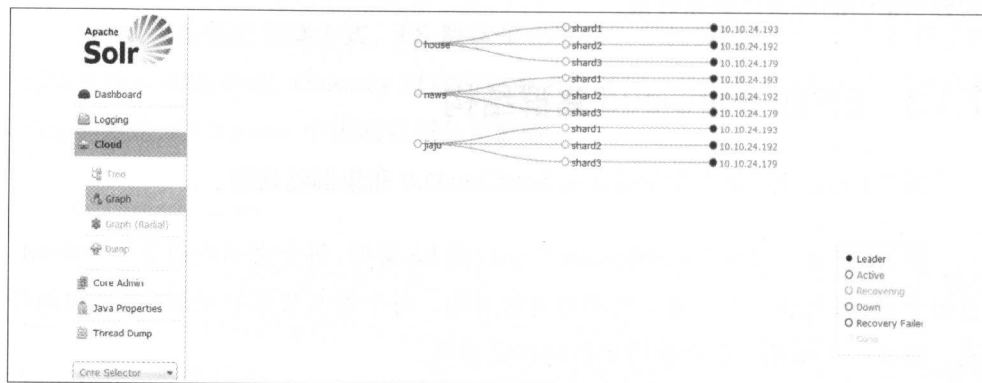 Apache
Solr
Dashboard
Logging
Cloud
Tree
Graph
Graph (Radial)
Dump
Core Admin
Java Properties
Thread Dump
Core Selector
house
shard1
10.10.24.193
shard2
10.10.24.192
shard3
10.10.24.179
news
shard1
10.10.24.193
shard2
10.10.24.192
shard3
10.10.24.179
jiaju
shard1
10.10.24.193
shard2
10.10.24.192
shard3
10.10.24.179
Leader
Active
Recovering
Down
Recovery Failed
Gone